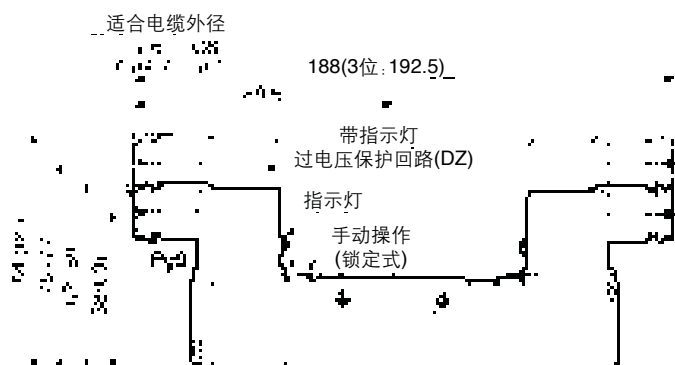 适合电缆外径
188(3位:192.5)
带指示灯
过电压保护回路(DZ)
指示灯
手动操作
(锁定式)